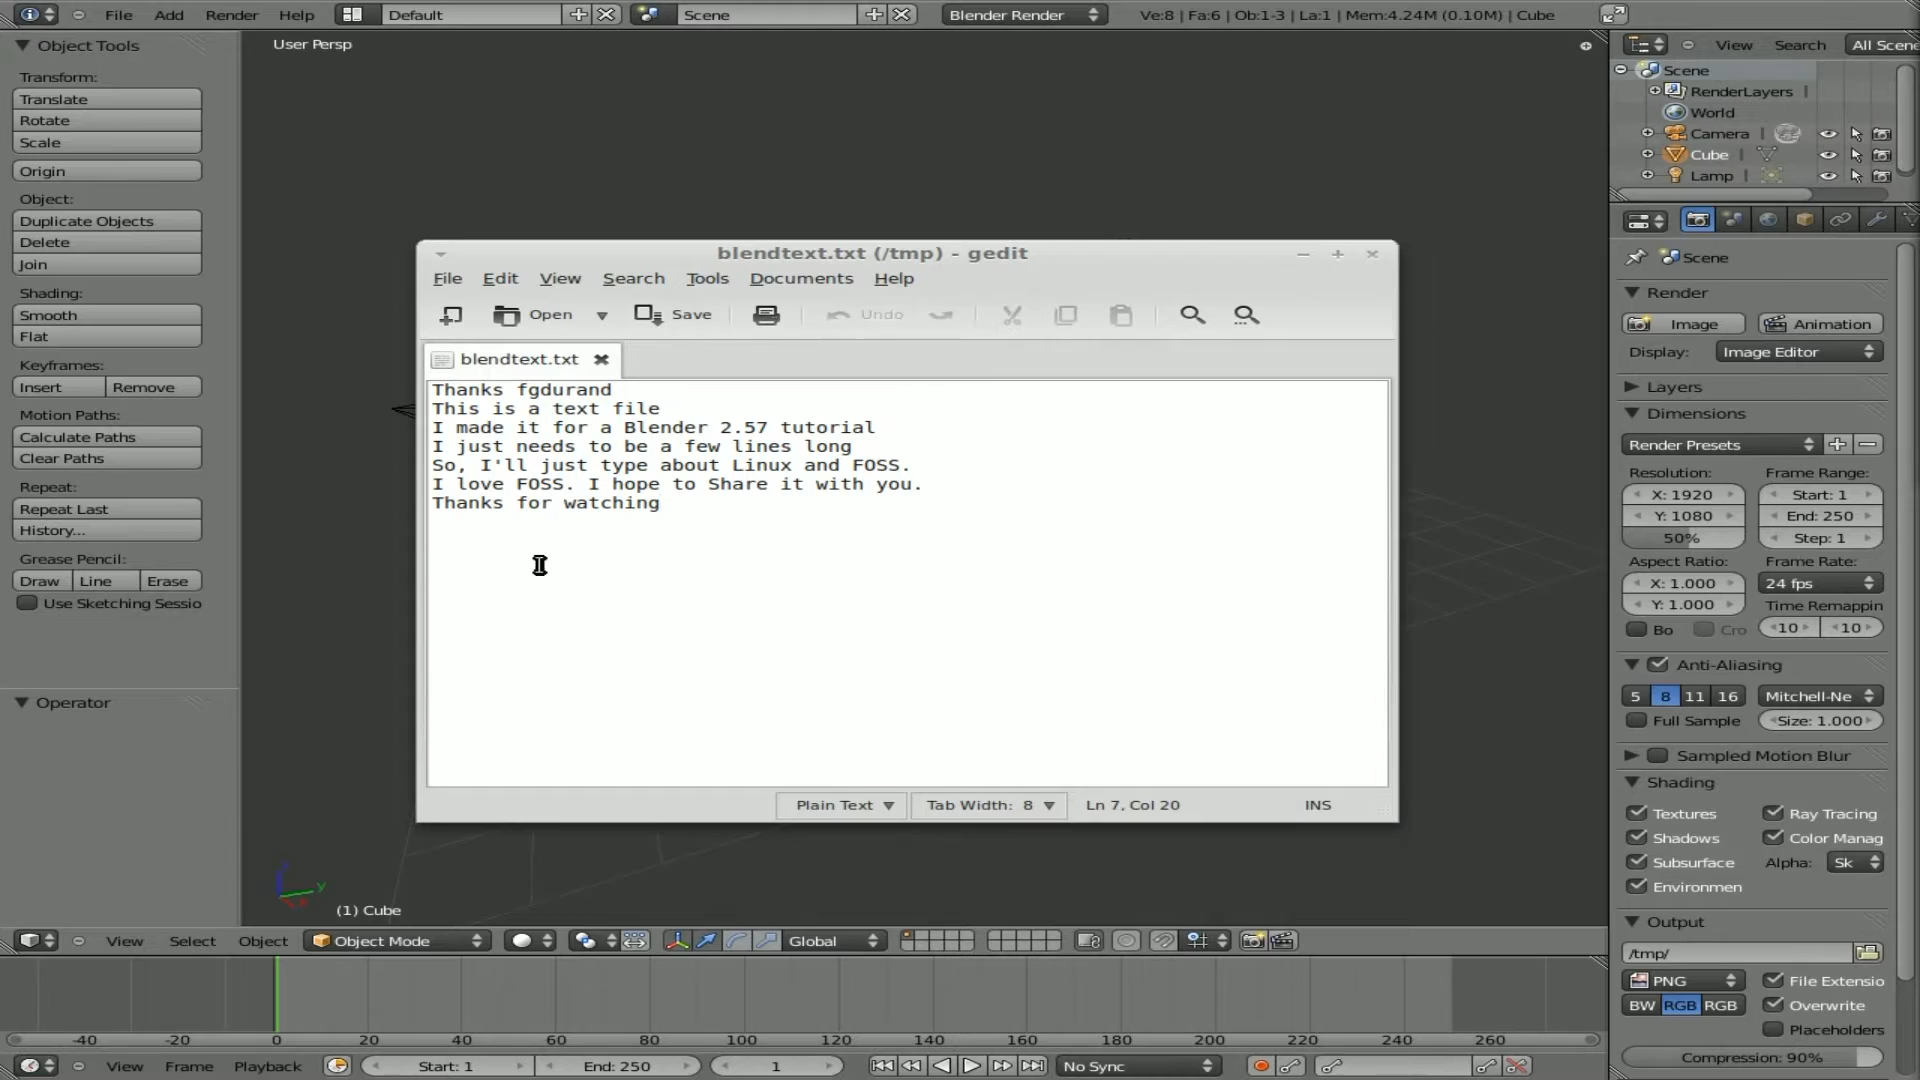 File Add Render Help Default Scene Blender Render Ve:8 | Fa:6 | Ob:1-3 | La:1 | Mem:4.24M (0.10M) | Cube
Object Tools
Transform:
Translate
Rotate
Scale
Origin
Object:
Duplicate Objects
Delete
Join
Shading:
Smooth
Flat
Keyframes:
Insert Remove
Motion Paths:
Calculate Paths
Clear Paths
Repeat:
Repeat Last
History...
Grease Pencil:
Draw Line Erase
Use Sketching Sessio
Operator
User Persp
blendtext.txt (/tmp) - gedit
File Edit View Search Tools Documents Help
Open Save Undo
blendtext.txt
Thanks fgdurand
This is a text file
I made it for a Blender 2.57 tutorial
I just needs to be a few lines long
So, I'll just type about Linux and FOSS.
I love FOSS. I hope to Share it with you.
Thanks for watching
Plain Text Tab Width: 8 Ln 7, Col 20 INS
y
(1) Cube
View Select Object Object Mode Global
-40 -20 0 20 40 60 80 100 120 140 160 180 200 220 240 260
View Frame Playback Start: 1 End: 250 1 No Sync
View Search All Scene
Scene
RenderLayers
World
Camera
Cube
Lamp
Scene
Render
Image Animation
Display: Image Editor
Layers
Dimensions
Render Presets
Resolution: Frame Range:
X: 1920 Start: 1
Y: 1080 End: 250
50% Step: 1
Aspect Ratio: Frame Rate:
X: 1.000 24 fps
Y: 1.000 Time Remappin
Bo Cro 10 10
Anti-Aliasing
5 8 11 16 Mitchell-Ne
Full Sample Size: 1.000
Sampled Motion Blur
Shading
Textures Ray Tracing
Shadows Color Manag
Subsurface Alpha: Sk
Environmen
Output
/tmp/
PNG File Extensio
BW RGB RGB Overwrite
Placeholders
Compression: 90%